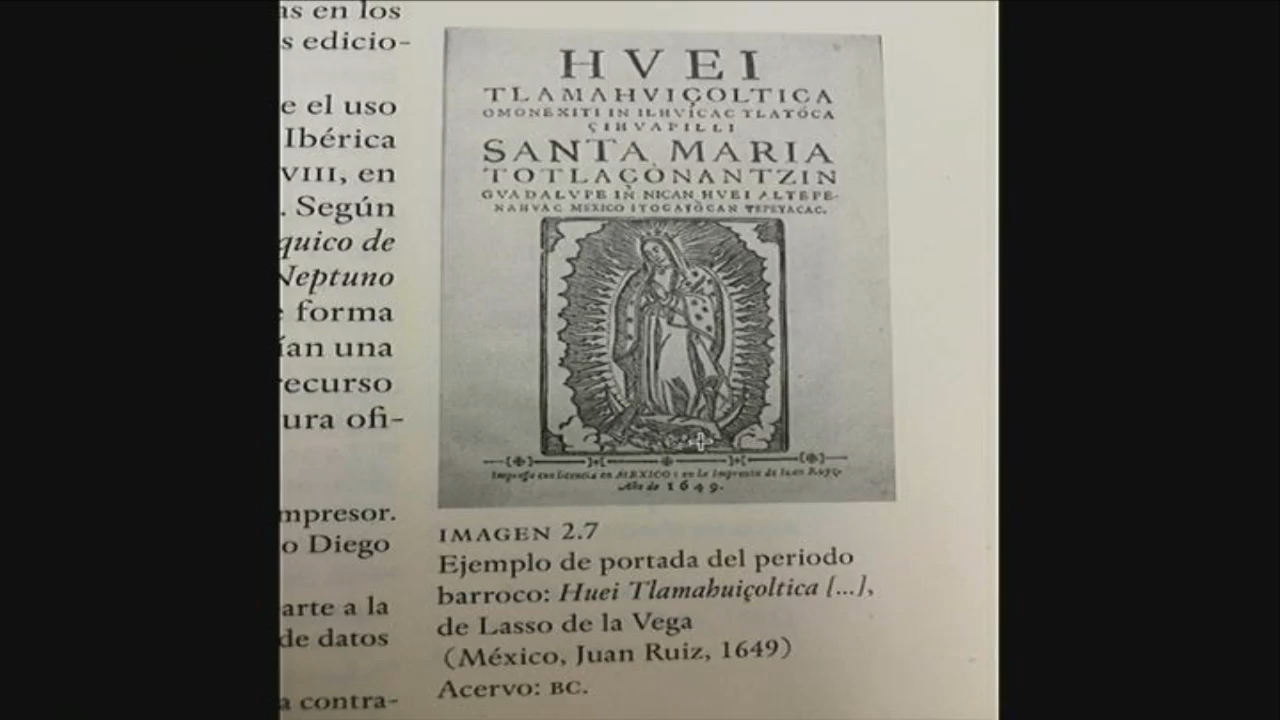 as en los
s edicio-
e el uso
Ibérica
VIII, en
. Según
quico de
Neptuno
e forma
ían una
recurso
ura ofi-
mpresor.
o Diego
arte a la
de datos
a contra-
HVEI
TLAMAHVIÇOLTICA
OMONEXITI IN ILHVICAC TLATÓCA
ÇIHVAPILLI
SANTA MARIA
TOTLAÇÒNANTZIN
GVADALVPE IN NICAN HVEI ALTEPE-
NAHVAC MEXICO ITOCAYÒCAN TEPEYACAC.
Impresso con licencia en MEXICO: en la Imprenta de Iuan Ruyz.
Año de 1649.
IMAGEN 2.7
Ejemplo de portada del periodo
barroco: Huei Tlamahuiçoltica [...],
de Lasso de la Vega
(México, Juan Ruiz, 1649)
Acervo: BC.